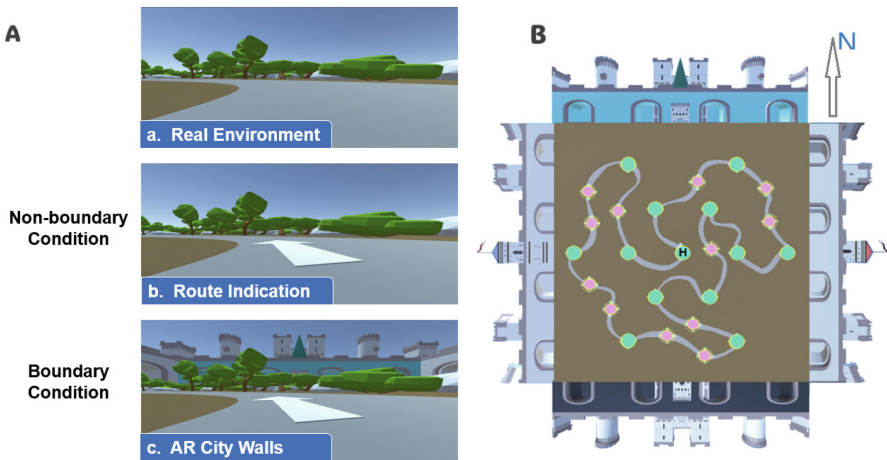 A
B
N
a. Real Environment
Non-boundary
Condition
b. Route Indication
H
Boundary
Condition
c. AR City Walls